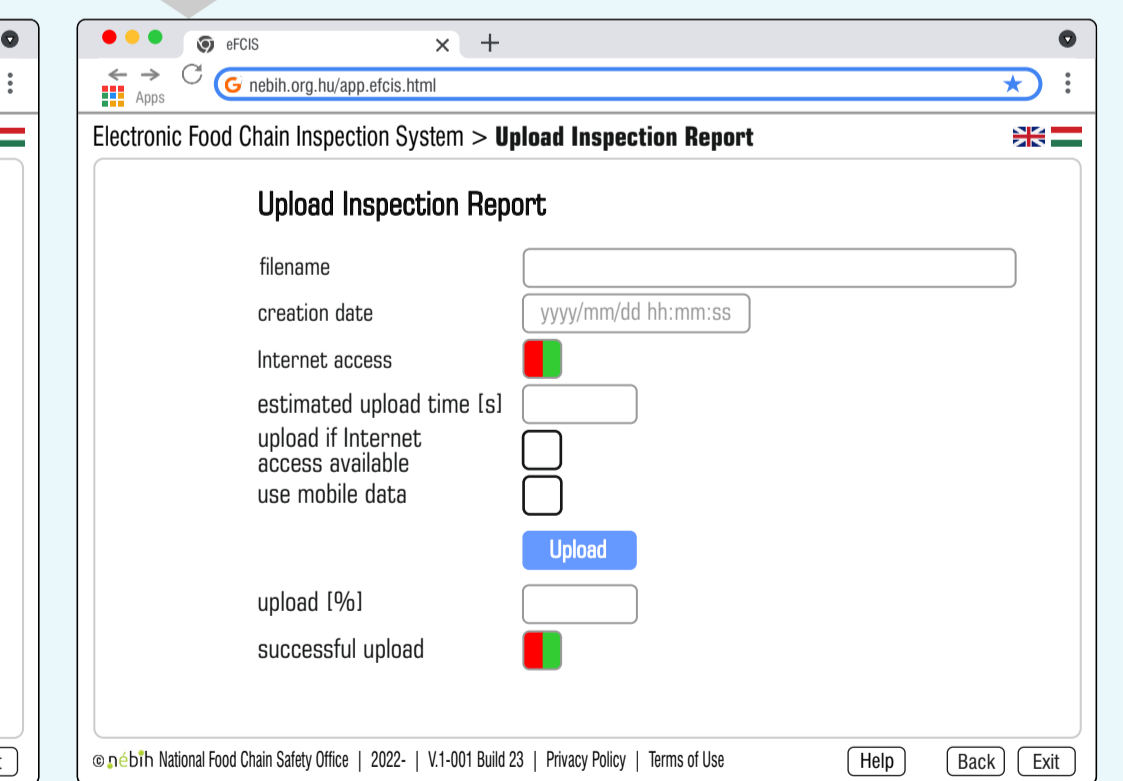 eFCIS
Apps
nebih.org.hu/app.efcis.html
Electronic Food Chain Inspection System > Upload Inspection Report
Upload Inspection Report
filename
creation date yyyy/mm/dd hh:mm:ss
Internet access
estimated upload time [s]
upload if Internet
access available
use mobile data
Upload
upload [%]
successful upload
© nébih National Food Chain Safety Office | 2022- | V.1-001 Build 23 | Privacy Policy | Terms of Use Help Back Exit